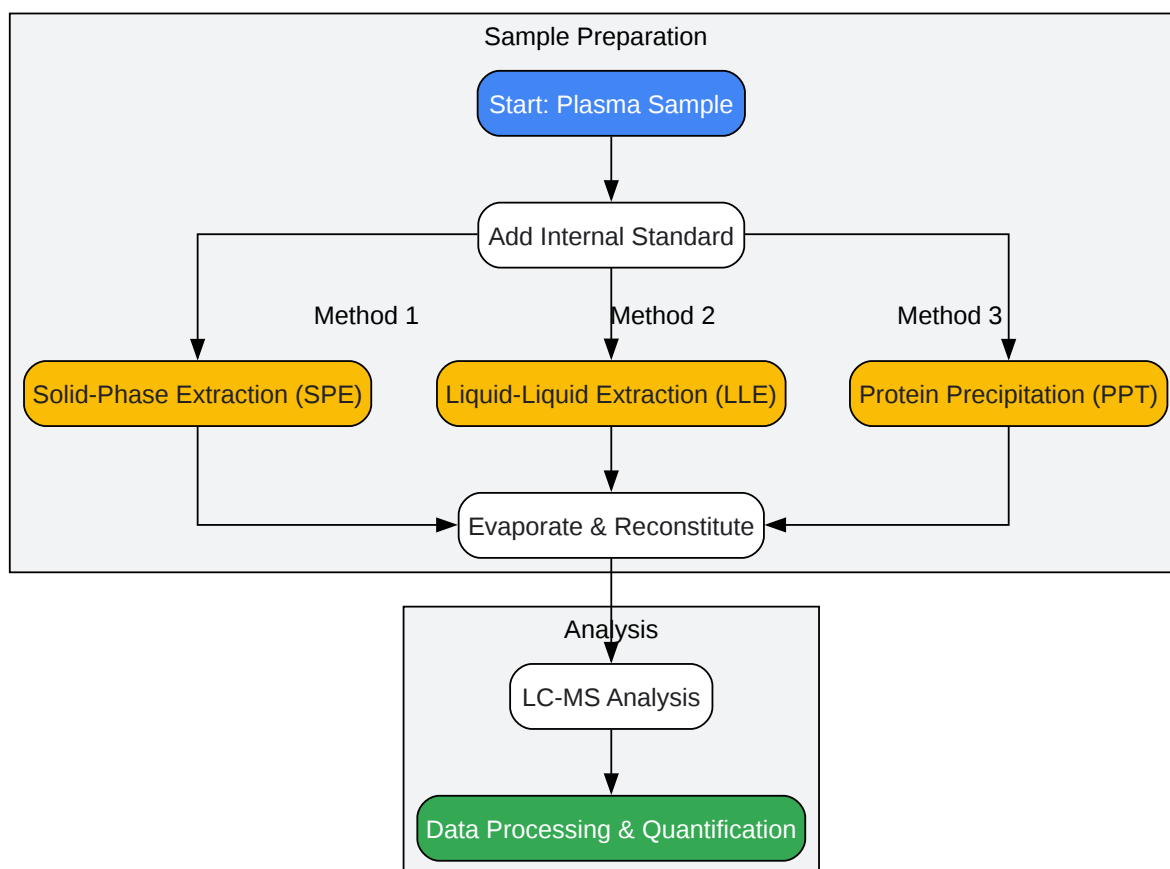 Sample Preparation
Start: Plasma Sample
Add Internal Standard
Method 1
Method 2
Method 3
Solid-Phase Extraction (SPE)
Liquid-Liquid Extraction (LLE)
Protein Precipitation (PPT)
Evaporate & Reconstitute
Analysis
LC-MS Analysis
Data Processing & Quantification